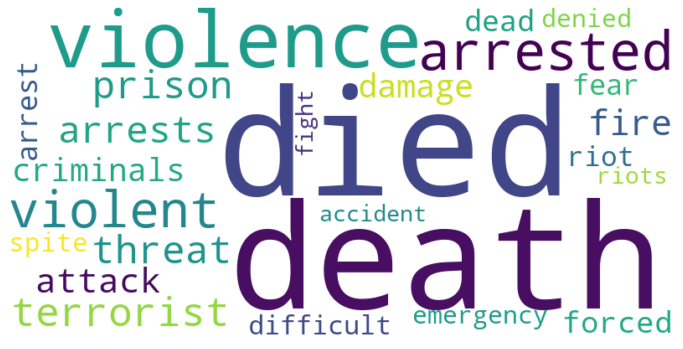 violence
dead
denied
arrested
prison
damage
fear
arrest
fight
arrests
died
fire
criminals
riot
riots
violent
accident
death
spite
threat
attack
terrorist
difficult
emergency
forced